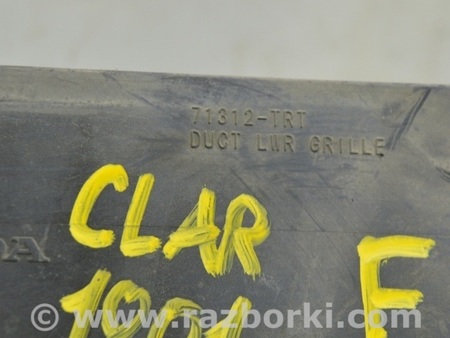 71312-TRT
DUCT LWR GRILLE
CLAR
F
© www.razborki.com